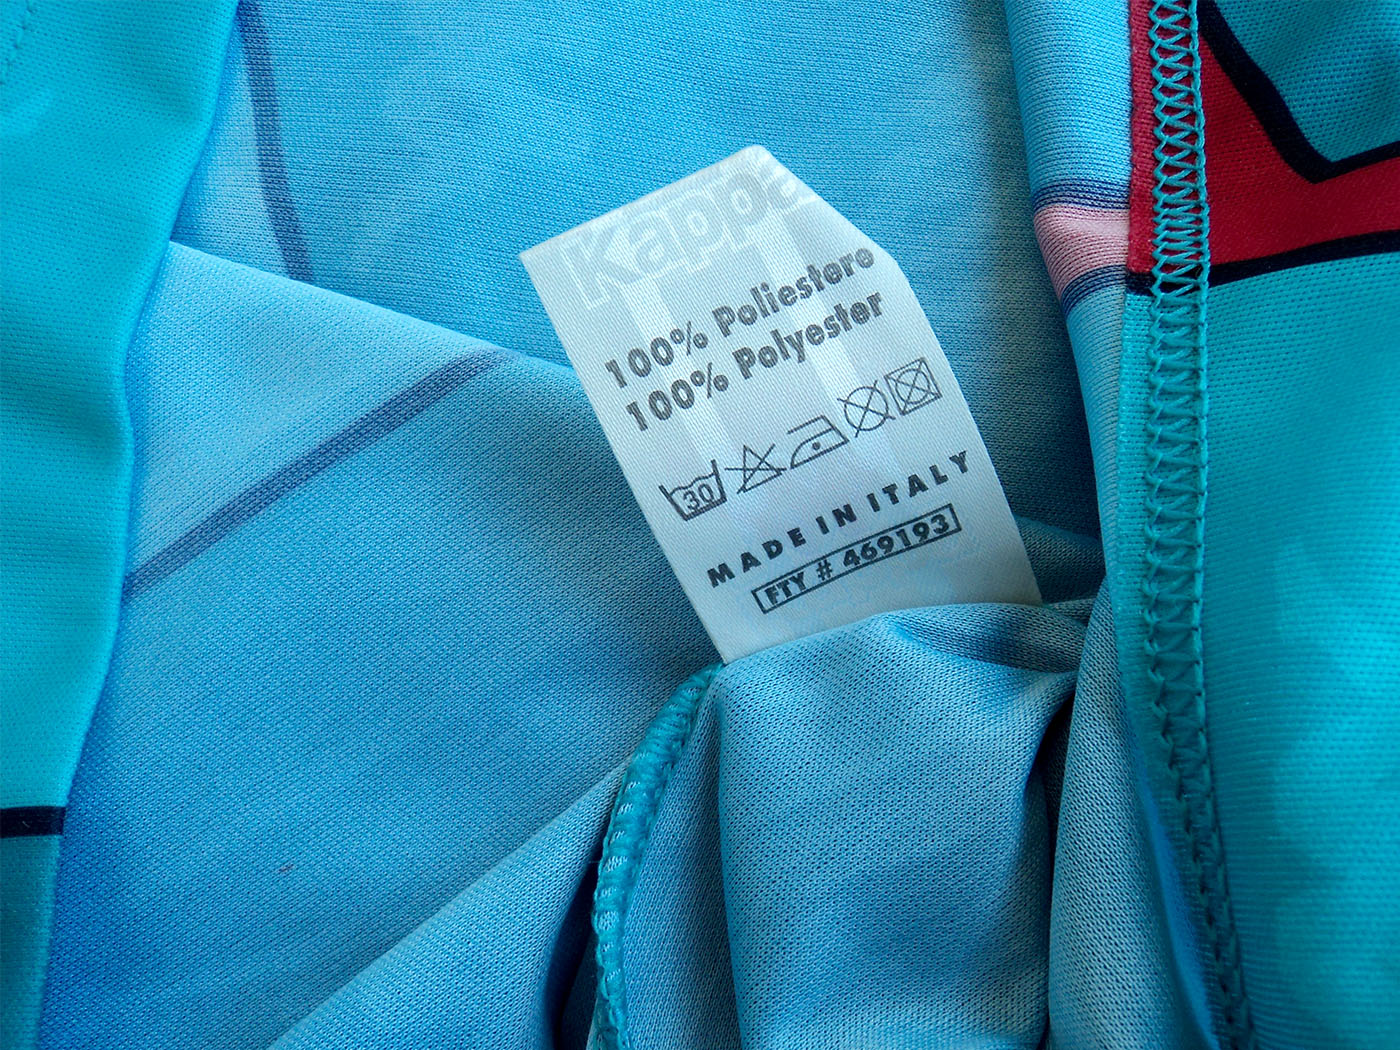 Kappa
100% Poliestere
100% Polyester
30
MADE IN ITALY
FTY # 469193